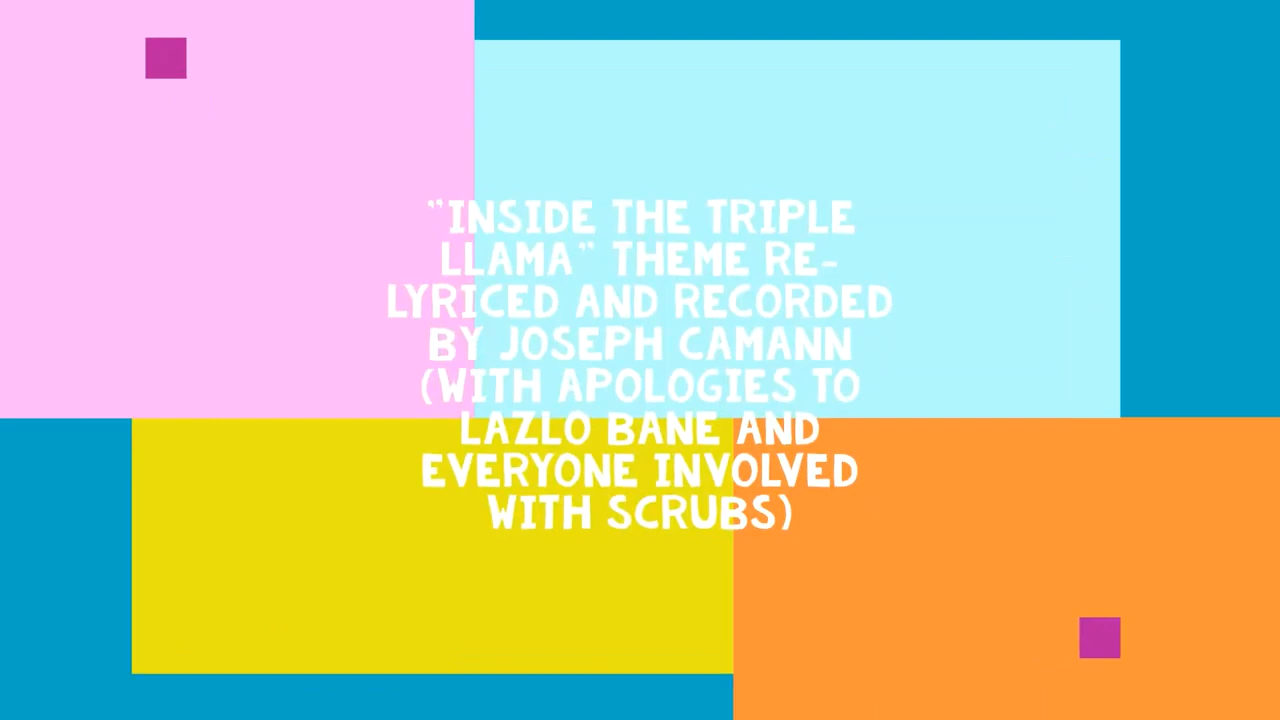 "INSIDE THE TRIPLE
LLAMA" THEME RE-
LYRICED AND RECORDED
BY JOSEPH CAMANN
(WITH APOLOGIES TO
LAZLO BANE AND
EVERYONE INVOLVED
WITH SCRUBS)